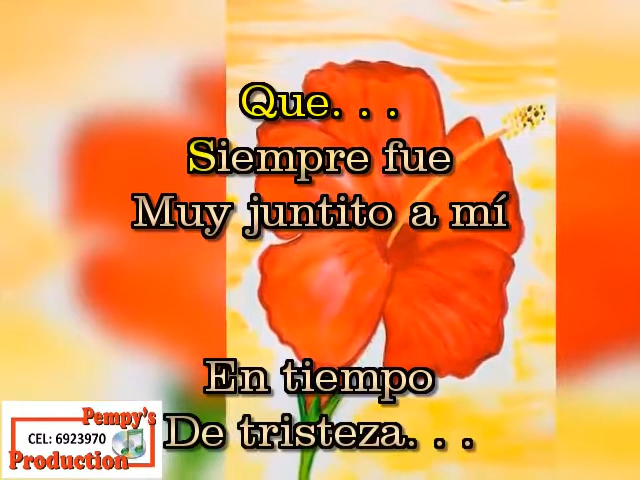 Que. . .
Siempre fue
Muy juntito a mí
En tiempo
De tristeza. . .
Pempy's
CEL: 6923970
Production